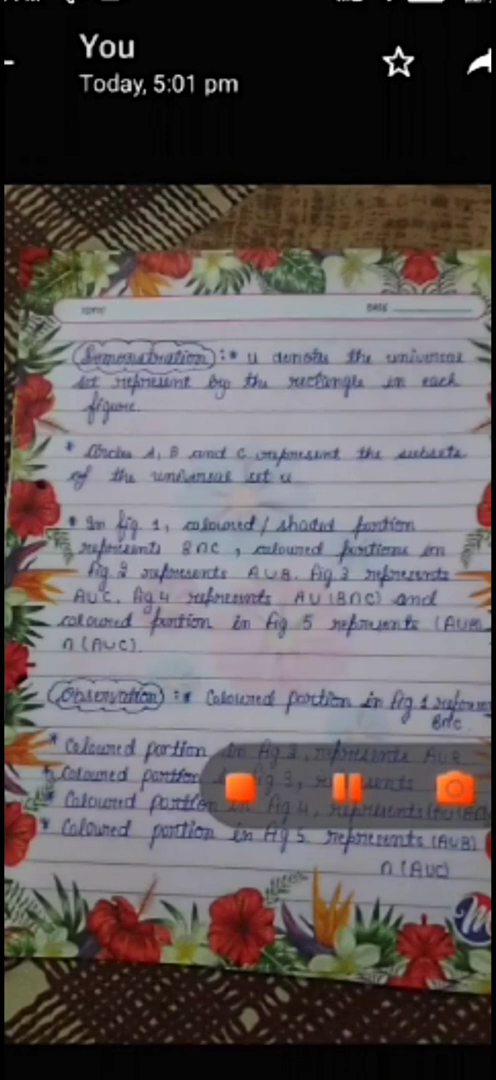 You
Today, 5:01 pm
DATE
Demonstration :- * U denote the universal
set represent by the rectangle in each
figure.
* Circles A, B and C represent the subsets
of the universal set U
* In fig 1, coloured / shaded portion
represents B∩C , coloured portions in
fig 2 represents A∪B. fig 3 represents
A∪C. fig 4 represents A∪(B∩C) and
coloured portion in fig 5 represents (A∪B)
∩(A∪C).
Observation :- * Coloured portion in fig 1
B∩C
* Coloured portion in fig 2, represents A∪B
* Coloured portion fig 3,
* Coloured portion in fig 4, represents
* Coloured portion in fig 5 represents (A∪B)
∩(A∪C)
M